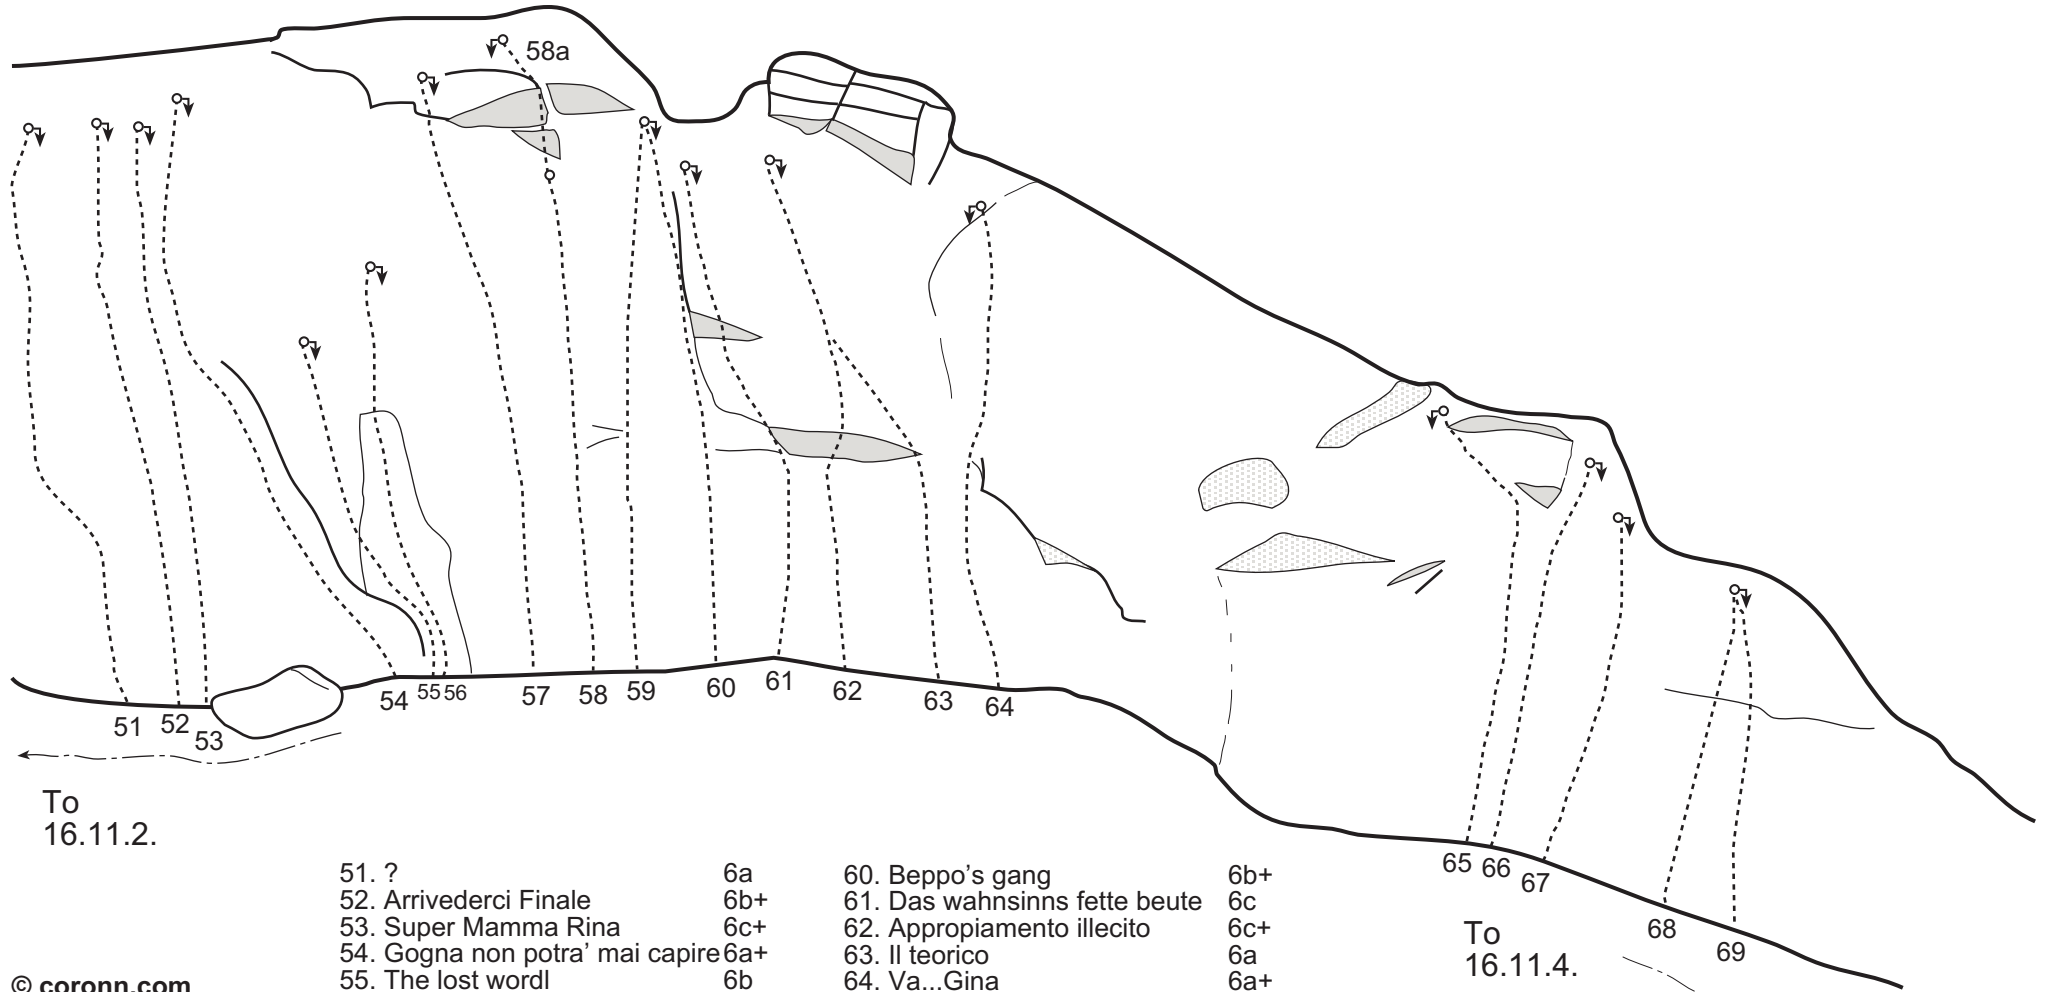 58a
51
52
53
54
55
56
57
58
59
60
61
62
63
64
65
66
67
68
69
To
16.11.2.
To
16.11.4.
51. ? 6a
52. Arrivederci Finale 6b+
53. Super Mamma Rina 6c+
54. Gogna non potra’ mai capire 6a+
55. The lost wordl 6b
60. Beppo’s gang 6b+
61. Das wahnsinns fette beute 6c
62. Appropiamento illecito 6c+
63. Il teorico 6a
64. Va...Gina 6a+
© coronn.com